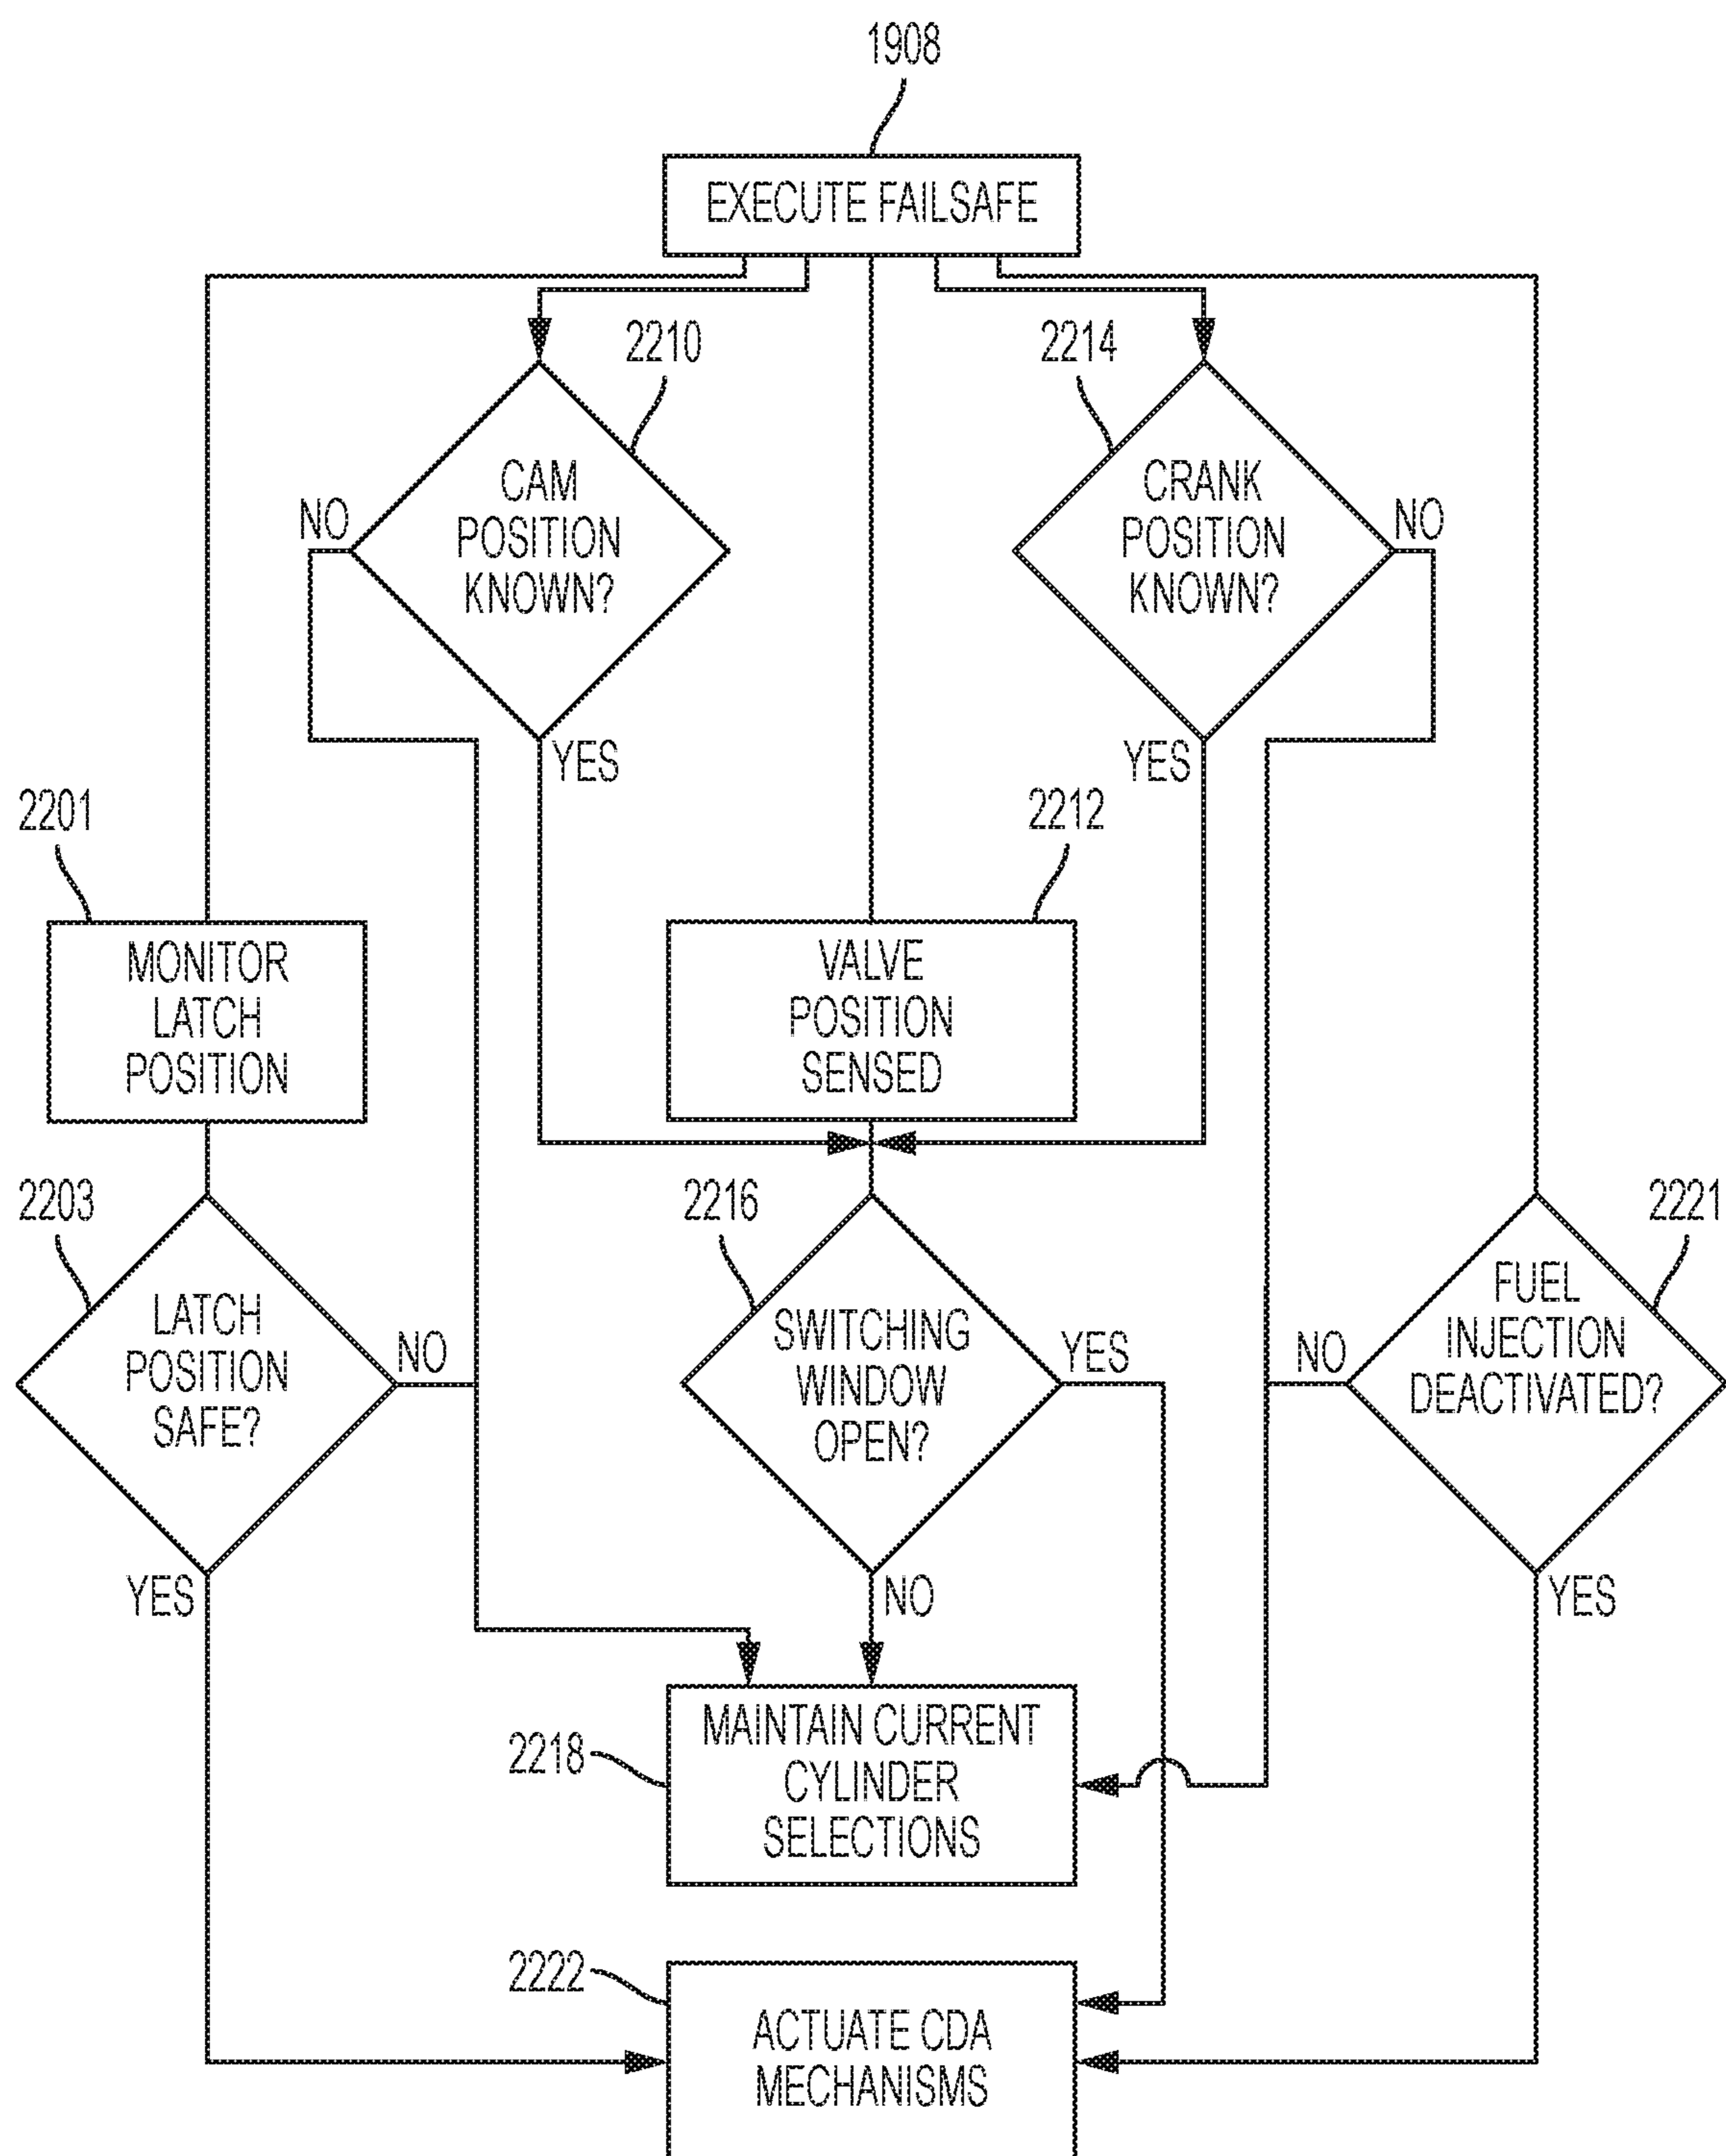 1908
EXECUTE FAILSAFE
2210
2214
CAM
POSITION
KNOWN?
NO
YES
CRANK
POSITION
KNOWN?
NO
YES
2201
MONITOR
LATCH
POSITION
2212
VALVE
POSITION
SENSED
2203
LATCH
POSITION
SAFE?
NO
YES
2216
SWITCHING
WINDOW
OPEN?
YES
NO
2221
FUEL
INJECTION
DEACTIVATED?
NO
YES
2218
MAINTAIN CURRENT
CYLINDER
SELECTIONS
2222
ACTUATE CDA
MECHANISMS